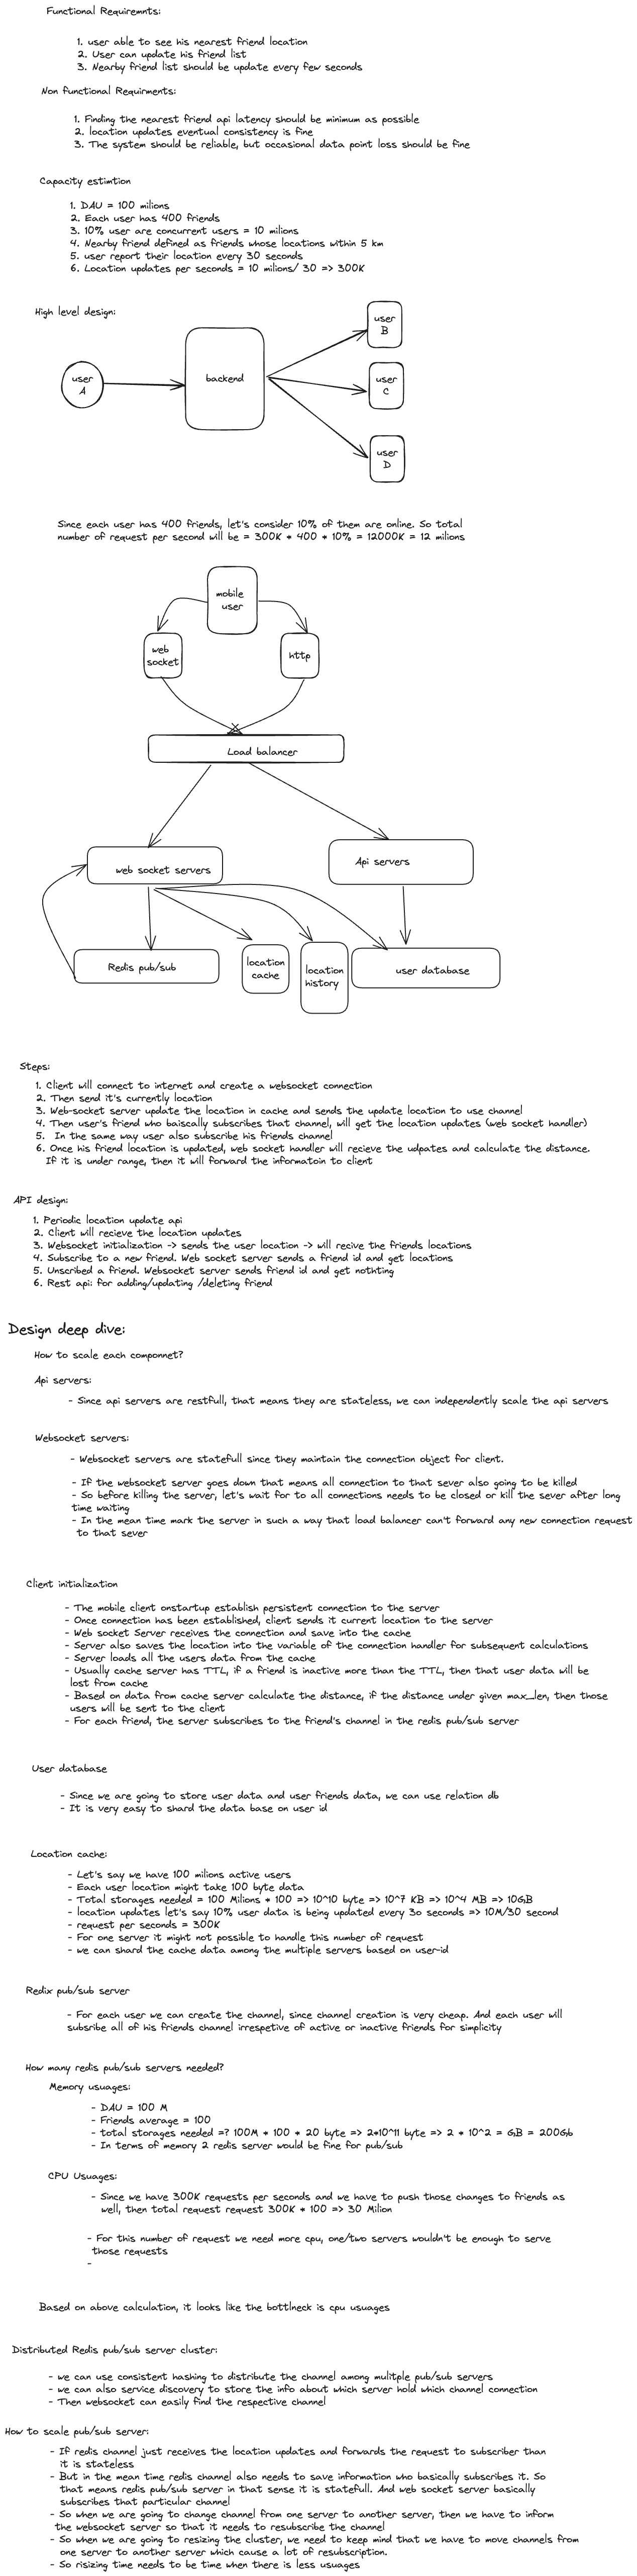 Functional Requiremnts:
1. user able to see his nearest friend location
2. User can update his friend list
3. Nearby friend list should be update every few seconds
Non functional Requirments:
1. Finding the nearest friend api latency should be minimum as possible
2. location updates eventual consistency is fine
3. The system should be reliable, but occasional data point loss should be fine
Capacity estimtion
1. DAU = 100 milions
2. Each user has 400 friends
3. 10% user are concurrent users = 10 milions
4. Nearby friend defined as friends whose locations within 5 km
5. user report their location every 30 seconds
6. Location updates per seconds = 10 milions/ 30 => 300K
High level design:
user
A
backend
user
B
user
C
user
D
Since each user has 400 friends, let's consider 10% of them are online. So total
number of request per second will be = 300K * 400 * 10% = 12000K = 12 milions
mobile
user
web
socket
http
Load balancer
web socket servers
Api servers
Redis pub/sub
location
cache
location
history
user database
Steps:
1. Client will connect to internet and create a websocket connection
2. Then send it's currently location
3. Web-socket server update the location in cache and sends the update location to use channel
4. Then user's friend who baiscally subscribes that channel, will get the location updates (web socket handler)
5. In the same way user also subscribe his friends channel
6. Once his friend location is updated, web socket handler will recieve the udpates and calculate the distance.
If it is under range, then it will forward the informatoin to client
API design:
1. Periodic location update api
2. Client will recieve the location updates
3. Websocket initialization -> sends the user location -> will recive the friends locations
4. Subscribe to a new friend. Web socket server sends a friend id and get locations
5. Unscribed a friend. Websocket server sends friend id and get nothting
6. Rest api: for adding/updating /deleting friend
Design deep dive:
How to scale each componnet?
Api servers:
- Since api servers are restfull, that means they are stateless, we can independently scale the api servers
Websocket servers:
- Websocket servers are statefull since they maintain the connection object for client.
- If the websocket server goes down that means all connection to that sever also going to be killed
- So before killing the server, let's wait for to all connections needs to be closed or kill the sever after long
time waiting
- In the mean time mark the server in such a way that load balancer can't forward any new connection request
to that sever
Client initialization
- The mobile client onstartup establish persistent connection to the server
- Once connection has been established, client sends it current location to the server
- Web socket Server receives the connection and save into the cache
- Server also saves the location into the variable of the connection handler for subsequent calculations
- Server loads all the users data from the cache
- Usually cache server has TTL, if a friend is inactive more than the TTL, then that user data will be
lost from cache
- Based on data from cache server calculate the distance, if the distance under given max_len, then those
users will be sent to the client
- For each friend, the server subscribes to the friend's channel in the redis pub/sub server
User database
- Since we are going to store user data and user friends data, we can use relation db
- It is very easy to shard the data base on user id
Location cache:
- Let's say we have 100 milions active users
- Each user location might take 100 byte data
- Total storages needed = 100 Milions * 100 => 10^10 byte => 10^7 KB => 10^4 MB => 10GB
- location updates let's say 10% user data is being updated every 3o seconds => 10M/30 second
- request per seconds = 300K
- For one server it might not possible to handle this number of request
- we can shard the cache data among the multiple servers based on user-id
Redix pub/sub server
- For each user we can create the channel, since channel creation is very cheap. And each user will
subsribe all of his friends channel irrespetive of active or inactive friends for simplicity
How many redis pub/sub servers needed?
Memory usuages:
- DAU = 100 M
- Friends average = 100
- total storages needed =? 100M * 100 * 20 byte => 2*10^11 byte => 2 * 10^2 = GB = 200Gb
- In terms of memory 2 redis server would be fine for pub/sub
CPU Usuages:
- Since we have 300K requests per seconds and we have to push those changes to friends as
well, then total request request 300K * 100 => 30 Milion
- For this number of request we need more cpu, one/two servers wouldn't be enough to serve
those requests
-
Based on above calculation, it looks like the bottlneck is cpu usuages
Distributed Redis pub/sub server cluster:
- we can use consistent hashing to distribute the channel among mulitple pub/sub servers
- we can also service discovery to store the info about which server hold which channel connection
- Then websocket can easily find the respective channel
How to scale pub/sub server:
- If redis channel just receives the location updates and forwards the request to subscriber than
it is stateless
- But in the mean time redis channel also needs to save information who basically subscribes it. So
that means redis pub/sub server in that sense it is statefull. And web socket server basically
subscribes that particular channel
- So when we are going to change channel from one server to another server, then we have to inform
the websocket server so that it needs to resubscribe the channel
- So when we are going to resizing the cluster, we need to keep mind that we have to move channels from
one server to another server which cause a lot of resubscription.
- So risizing time needs to be time when there is less usuages